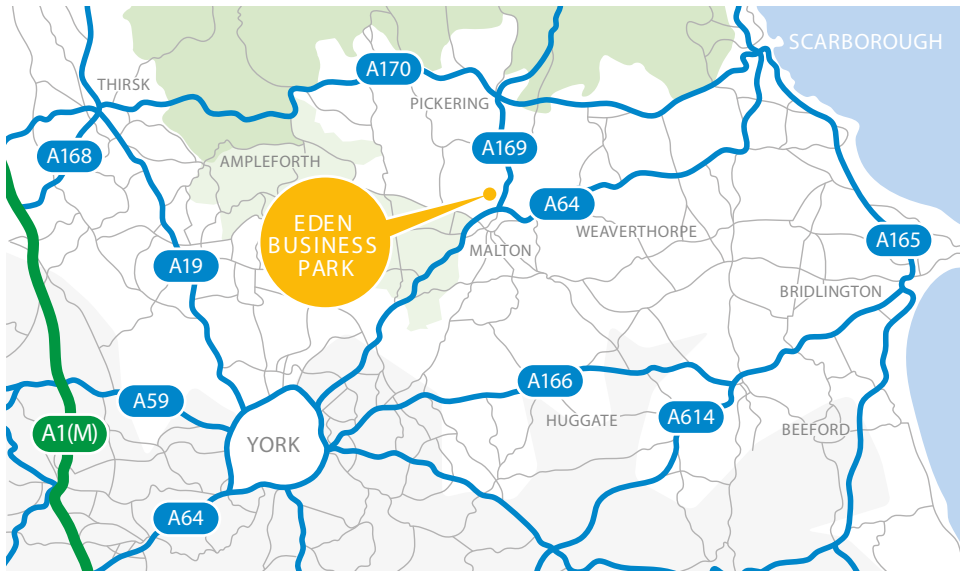 SCARBOROUGH
A170
THIRSK
PICKERING
A168
A169
AMPLEFORTH
EDEN
BUSINESS
PARK
A64
WEAVERTHORPE
A165
MALTON
A19
BRIDLINGTON
A166
A59
HUGGATE
A614
BEEFORD
A1(M)
YORK
A64